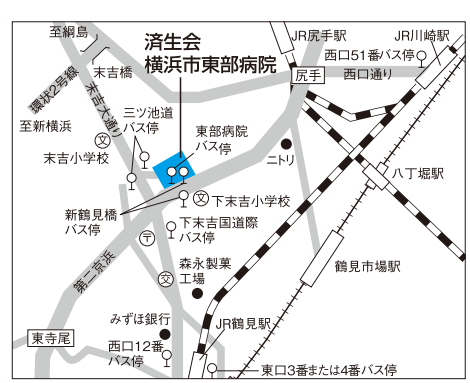 至綱島
済生会
横浜市東部病院
JR尻手駅
JR川崎駅
西口51番バス停
西口通り
尻手
末吉橋
環状2号線
末吉大通り
至新横浜
三ツ池道
バス停
文
末吉小学校
東部病院
バス停
ニトリ
八丁堀駅
新鶴見橋
バス停
文
下末吉小学校
下末吉国道際
バス停
〒
第二京浜
文
森永製菓
工場
鶴見市場駅
みずほ銀行
JR鶴見駅
東寺尾
西口12番
バス停
東口3番または4番バス停